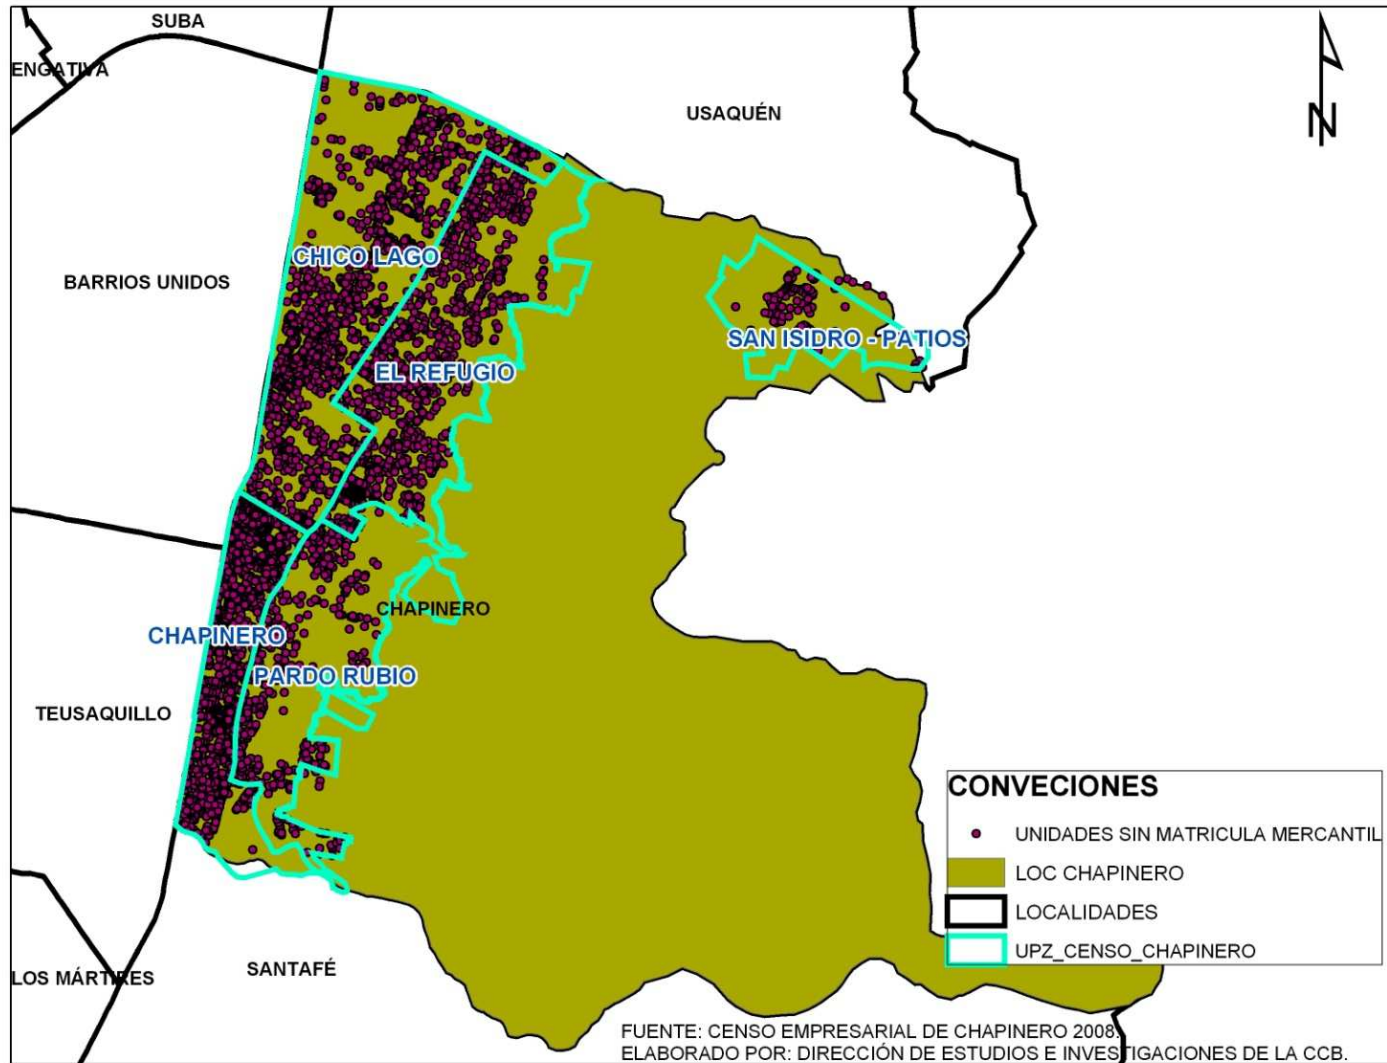 SUBA
ENGATIVA
USAQUÉN
N
CHICO LAGO
BARRIOS UNIDOS
SAN ISIDRO - PATIOS
EL REFUGIO
CHAPINERO
CHAPINERO
PARDO RUBIO
TEUSAQUILLO
CONVECIONES
UNIDADES SIN MATRICULA MERCANTIL
LOC CHAPINERO
LOCALIDADES
UPZ_CENSO_CHAPINERO
SANTAFÉ
LOS MÁRTIRES
FUENTE: CENSO EMPRESARIAL DE CHAPINERO 2008.
ELABORADO POR: DIRECCIÓN DE ESTUDIOS E INVESTIGACIONES DE LA CCB.